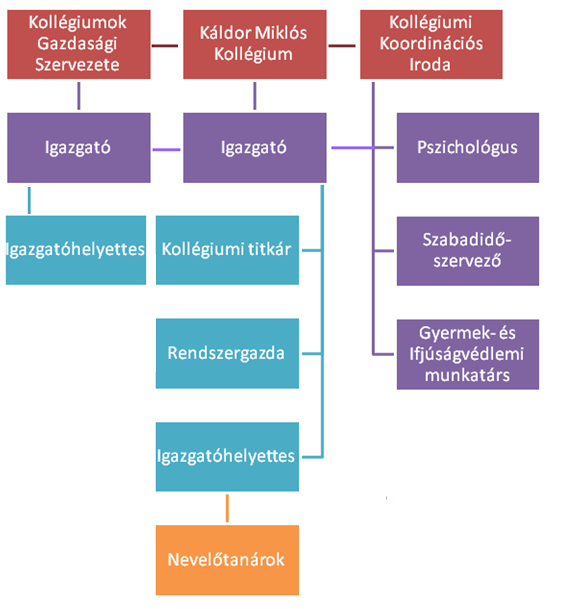 Kollégiumok
Gazdasági
Szervezete
Káldor Miklós
Kollégium
Kollégiumi
Koordinációs
Iroda
Igazgató
Igazgató
Pszichológus
Igazgatóhelyettes
Kollégiumi titkár
Szabadidő-
szervező
Rendszergazda
Gyermek- és
Ifjúságvédlemi
munkatárs
Igazgatóhelyettes
Nevelőtanárok